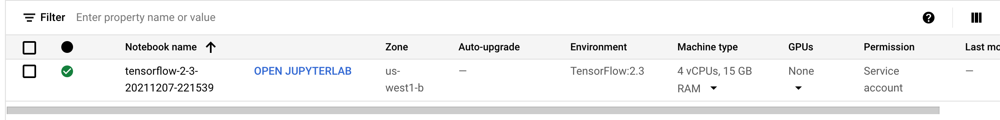 Filter Enter property name or value
Notebook name Zone Auto-upgrade Environment Machine type GPUs Permission Last mo
tensorflow-2-3- OPEN JUPYTERLAB us- — TensorFlow:2.3 4 vCPUs, 15 GB None Service —
20211207-221539 west1-b RAM account